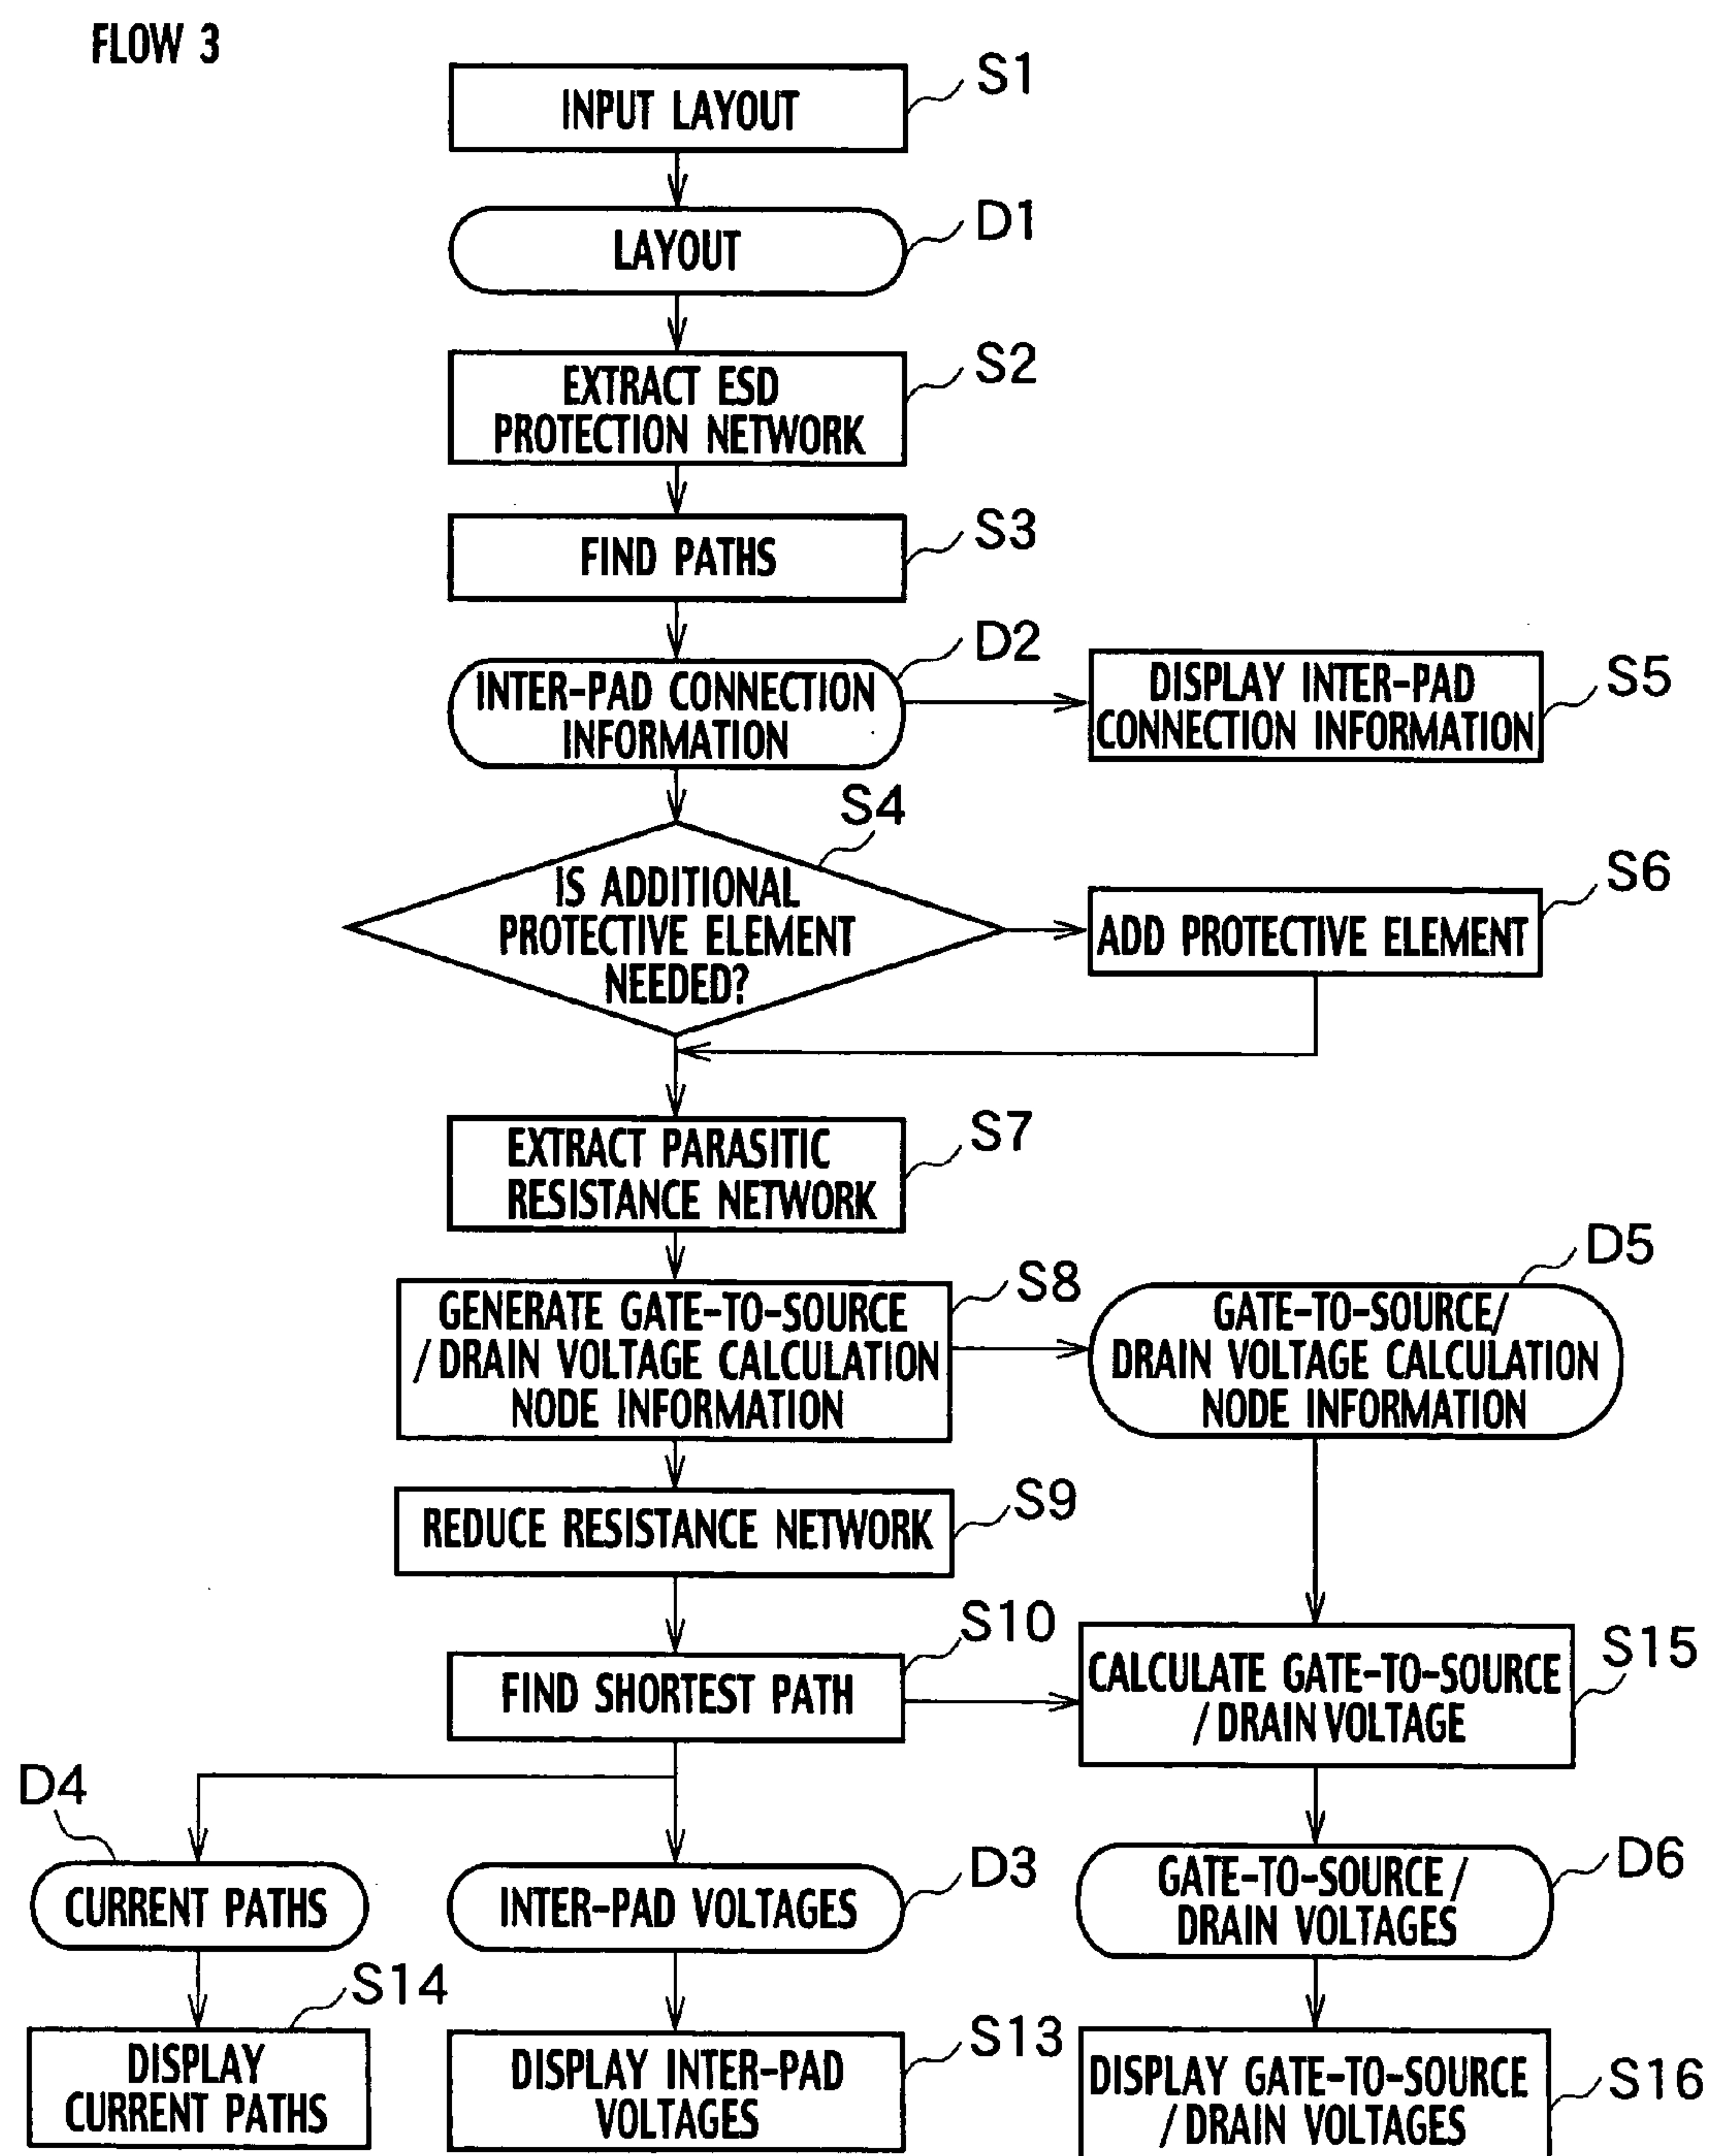 FLOW 3
S1
INPUT LAYOUT
D1
LAYOUT
S2
EXTRACT ESD
PROTECTION NETWORK
S3
FIND PATHS
D2
INTER-PAD CONNECTION
INFORMATION
DISPLAY INTER-PAD
CONNECTION INFORMATION
S5
S4
IS ADDITIONAL
PROTECTIVE ELEMENT
NEEDED?
S6
ADD PROTECTIVE ELEMENT
S7
EXTRACT PARASITIC
RESISTANCE NETWORK
S8
GENERATE GATE-TO-SOURCE
/DRAIN VOLTAGE CALCULATION
NODE INFORMATION
D5
GATE-TO-SOURCE/
DRAIN VOLTAGE CALCULATION
NODE INFORMATION
S9
REDUCE RESISTANCE NETWORK
S10
FIND SHORTEST PATH
S15
CALCULATE GATE-TO-SOURCE
/DRAIN VOLTAGE
D4
CURRENT PATHS
D3
INTER-PAD VOLTAGES
D6
GATE-TO-SOURCE/
DRAIN VOLTAGES
S14
DISPLAY
CURRENT PATHS
S13
DISPLAY INTER-PAD
VOLTAGES
S16
DISPLAY GATE-TO-SOURCE
/DRAIN VOLTAGES